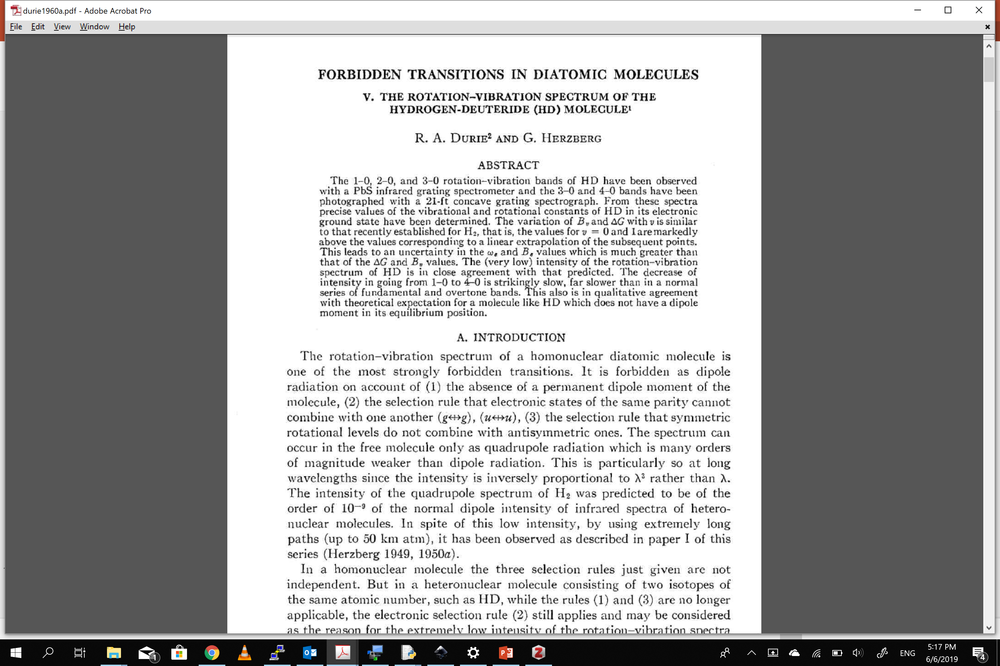 durie1960a.pdf - Adobe Acrobat Pro
File Edit View Window Help
FORBIDDEN TRANSITIONS IN DIATOMIC MOLECULES
V. THE ROTATION–VIBRATION SPECTRUM OF THE
HYDROGEN-DEUTERIDE (HD) MOLECULE¹
R. A. DURIE² AND G. HERZBERG
ABSTRACT
The 1–0, 2–0, and 3–0 rotation–vibration bands of HD have been observed
with a PbS infrared grating spectrometer and the 3–0 and 4–0 bands have been
photographed with a 21-ft concave grating spectrograph. From these spectra
precise values of the vibrational and rotational constants of HD in its electronic
ground state have been determined. The variation of Bᵥ and ΔG with v is similar
to that recently established for H₂, that is, the values for v = 0 and 1 are markedly
above the values corresponding to a linear extrapolation of the subsequent points.
This leads to an uncertainty in the ωₑ and Bₑ values which is much greater than
that of the ΔG and Bᵥ values. The (very low) intensity of the rotation–vibration
spectrum of HD is in close agreement with that predicted. The decrease of
intensity in going from 1–0 to 4–0 is strikingly slow, far slower than in a normal
series of fundamental and overtone bands. This also is in qualitative agreement
with theoretical expectation for a molecule like HD which does not have a dipole
moment in its equilibrium position.
A. INTRODUCTION
The rotation–vibration spectrum of a homonuclear diatomic molecule is
one of the most strongly forbidden transitions. It is forbidden as dipole
radiation on account of (1) the absence of a permanent dipole moment of the
molecule, (2) the selection rule that electronic states of the same parity cannot
combine with one another (g↮g), (u↮u), (3) the selection rule that symmetric
rotational levels do not combine with antisymmetric ones. The spectrum can
occur in the free molecule only as quadrupole radiation which is many orders
of magnitude weaker than dipole radiation. This is particularly so at long
wavelengths since the intensity is inversely proportional to λ³ rather than λ.
The intensity of the quadrupole spectrum of H₂ was predicted to be of the
order of 10⁻⁹ of the normal dipole intensity of infrared spectra of hetero-
nuclear molecules. In spite of this low intensity, by using extremely long
paths (up to 50 km atm), it has been observed as described in paper I of this
series (Herzberg 1949, 1950a).
In a homonuclear molecule the three selection rules just given are not
independent. But in a heteronuclear molecule consisting of two isotopes of
the same atomic number, such as HD, while the rules (1) and (3) are no longer
applicable, the electronic selection rule (2) still applies and may be considered
as the reason for the extremely low intensity of the rotation–vibration spectra
1
ENG
5:17 PM
6/6/2019
4